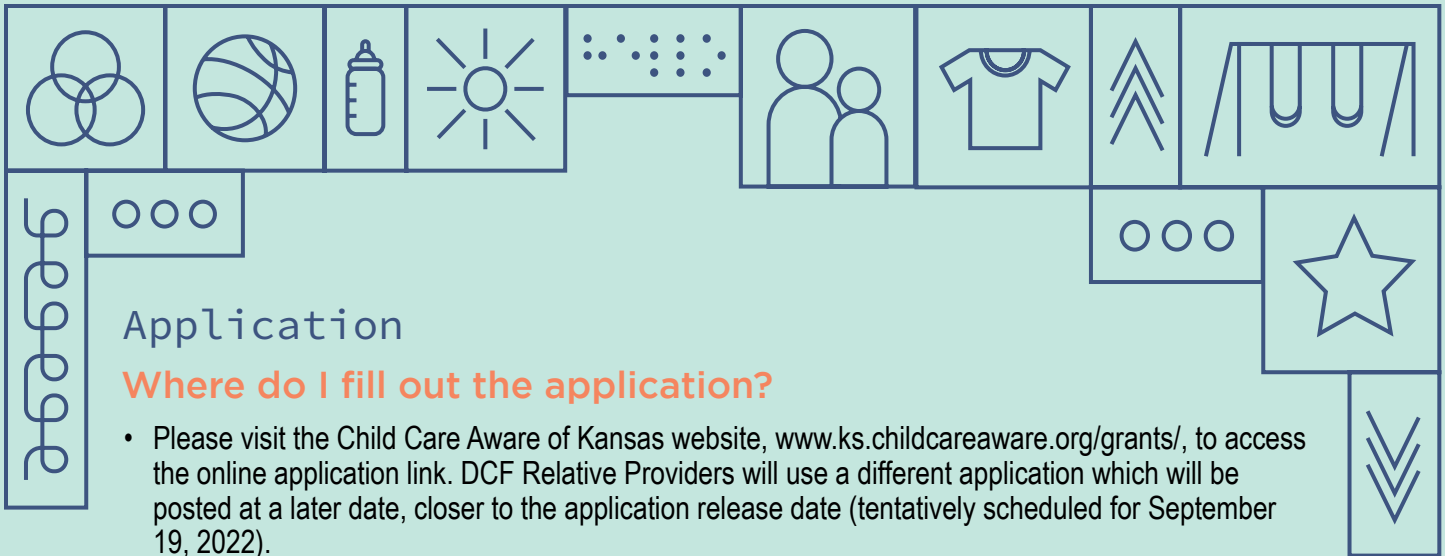 Application
Where do I fill out the application?
• Please visit the Child Care Aware of Kansas website, www.ks.childcareaware.org/grants/, to access
the online application link. DCF Relative Providers will use a different application which will be
posted at a later date, closer to the application release date (tentatively scheduled for September
19, 2022).